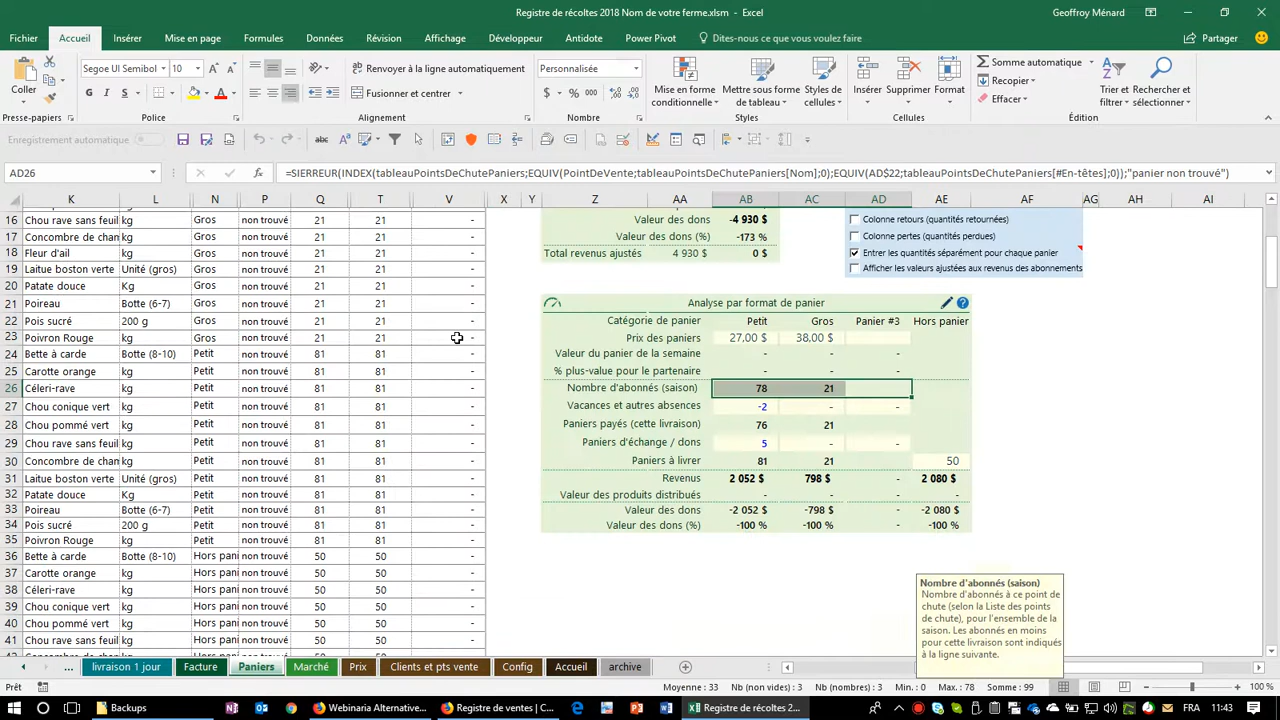 Registre de récoltes 2018 Nom de votre ferme.xlsm - Excel
Geoffroy Ménard
Fichier Accueil Insérer Mise en page Formules Données Révision Affichage Développeur Antidote Power Pivot Dites-nous ce que vous voulez faire Partager
Segoe UI Symbol 10 Renvoyer à la ligne automatiquement Personnalisée Somme automatique
Coller G N S Fusionner et centrer $ % 000 Mise en forme conditionnelle Mettre sous forme de tableau Styles de cellules Insérer Supprimer Format Recopier Effacer Trier et filtrer Rechercher et sélectionner
Presse-papiers Police Alignement Nombre Styles Cellules Édition
Enregistrement automatique
AD26 fx =SIERREUR(INDEX(tableauPointsDeChutePaniers;EQUIV(PointDeVente;tableauPointsDeChutePaniers[Nom];0);EQUIV(AD$22;tableauPointsDeChutePaniers[#En-têtes];0));"panier non trouvé")
K L N P Q T V X Y Z AA AB AC AD AE AF AG AH AI
16 Chou rave sans feuil kg Gros non trouvé 21 21 - Valeur des dons -4 930 $ Colonne retours (quantités retournées)
17 Concombre de chan kg Gros non trouvé 21 21 - Valeur des dons (%) -173 % Colonne pertes (quantités perdues)
18 Fleur d'ail kg Gros non trouvé 21 21 - Total revenus ajustés 4 930 $ 0 $ Entrer les quantités séparément pour chaque panier
19 Laitue boston verte Unité (gros) Gros non trouvé 21 21 - Afficher les valeurs ajustées aux revenus des abonnements
20 Patate douce Kg Gros non trouvé 21 21 -
21 Poireau Botte (6-7) Gros non trouvé 21 21 - Analyse par format de panier
22 Pois sucré 200 g Gros non trouvé 21 21 - Catégorie de panier Petit Gros Panier #3 Hors panier
23 Poivron Rouge kg Gros non trouvé 21 21 - Prix des paniers 27,00 $ 38,00 $
24 Bette à carde Botte (8-10) Petit non trouvé 81 81 - Valeur du panier de la semaine - - -
25 Carotte orange kg Petit non trouvé 81 81 - % plus-value pour le partenaire - - -
26 Céleri-rave kg Petit non trouvé 81 81 - Nombre d'abonnés (saison) 78 21
27 Chou conique vert kg Petit non trouvé 81 81 - Vacances et autres absences -2 - -
28 Chou pommé vert kg Petit non trouvé 81 81 - Paniers payés (cette livraison) 76 21
29 Chou rave sans feuil kg Petit non trouvé 81 81 - Paniers d'échange / dons 5 - -
30 Concombre de chan kg Petit non trouvé 81 81 - Paniers à livrer 81 21 50
31 Laitue boston verte Unité (gros) Petit non trouvé 81 81 - Revenus 2 052 $ 798 $ - 2 080 $
32 Patate douce Kg Petit non trouvé 81 81 - Valeur des produits distribués - - - -
33 Poireau Botte (6-7) Petit non trouvé 81 81 - Valeur des dons -2 052 $ -798 $ - -2 080 $
34 Pois sucré 200 g Petit non trouvé 81 81 - Valeur des dons (%) -100 % -100 % - -100 %
35 Poivron Rouge kg Petit non trouvé 81 81 -
36 Bette à carde Botte (8-10) Hors pani non trouvé 50 50 -
37 Carotte orange kg Hors pani non trouvé 50 50 -
38 Céleri-rave kg Hors pani non trouvé 50 50 -
39 Chou conique vert kg Hors pani non trouvé 50 50 -
40 Chou pommé vert kg Hors pani non trouvé 50 50 -
41 Chou rave sans feuil kg Hors pani non trouvé 50 50 -
Nombre d'abonnés (saison)
Nombre d'abonnés à ce point de
chute (selon la Liste des points
de chute), pour l'ensemble de la
saison. Les abonnés en moins
pour cette livraison sont indiqués
à la ligne suivante.
... livraison 1 jour Facture Paniers Marché Prix Clients et pts vente Config Accueil archive
Prêt Moyenne : 33 Nb (non vides) : 3 Nb (nombres) : 3 Min. : 0 Max. : 78 Somme : 99 100 %
Backups Webinaria Alternative... Registre de ventes | C... Registre de récoltes 2... FRA 11:43